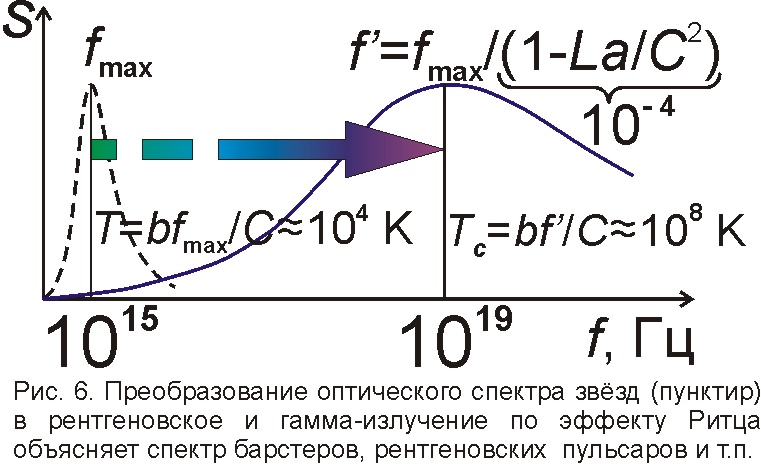 S
fmax
f’=fmax/(1-La/C²)
10⁻⁴
T=bfmax/C≈10⁴ K
Tc=bf’/C≈10⁸ K
10¹⁵
10¹⁹
f, Гц
Рис. 6. Преобразование оптического спектра звёзд (пунктир)
в рентгеновское и гамма-излучение по эффекту Ритца
объясняет спектр барстеров, рентгеновских пульсаров и т.п.